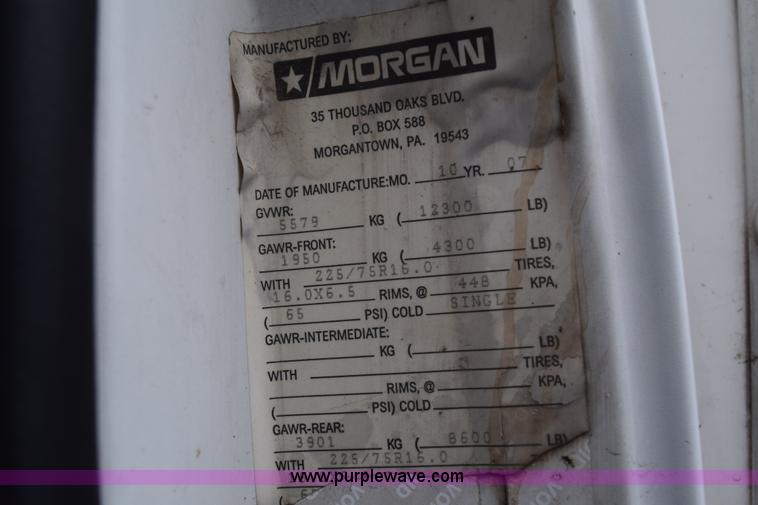 MANUFACTURED BY:
MORGAN
35 THOUSAND OAKS BLVD.
P.O. BOX 588
MORGANTOWN, PA. 19543
DATE OF MANUFACTURE:MO. 10 YR. 07
GVWR:
5579 KG ( 12300 LB)
GAWR-FRONT:
1950 KG ( 4300 LB)
WITH 225/75R16.0 TIRES,
16.0X6.5 RIMS, @ 448 KPA,
( 65 PSI) COLD SINGLE
GAWR-INTERMEDIATE:
KG ( LB)
WITH TIRES,
RIMS, @ KPA,
( PSI) COLD
GAWR-REAR:
3901 KG ( 8600 LB)
WITH 225/75R16.0
www.purplewave.com